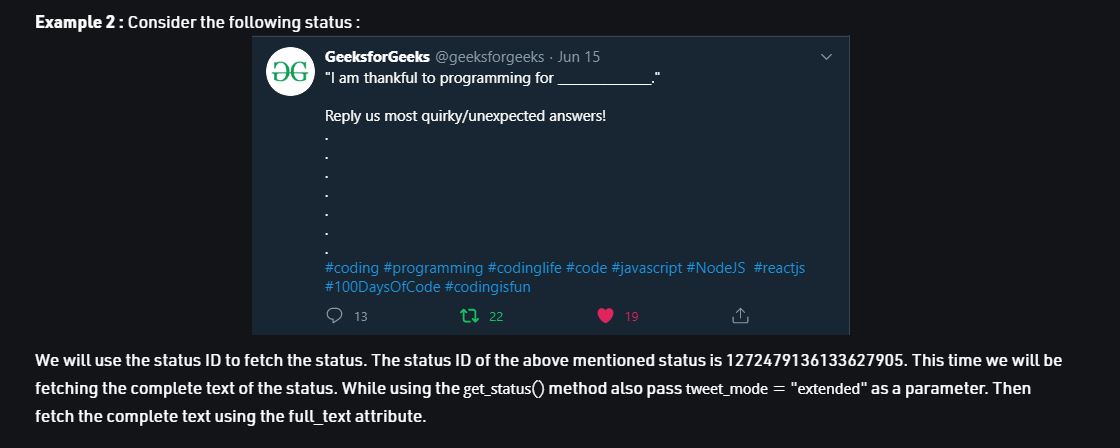 Example 2 : Consider the following status :
GeeksforGeeks @geeksforgeeks · Jun 15
"I am thankful to programming for _____________."
Reply us most quirky/unexpected answers!
.
.
.
.
.
.
.
#coding #programming #codinglife #code #javascript #NodeJS #reactjs
#100DaysOfCode #codingisfun
13 22 19
We will use the status ID to fetch the status. The status ID of the above mentioned status is 1272479136133627905. This time we will be
fetching the complete text of the status. While using the get_status() method also pass tweet_mode = "extended" as a parameter. Then
fetch the complete text using the full_text attribute.